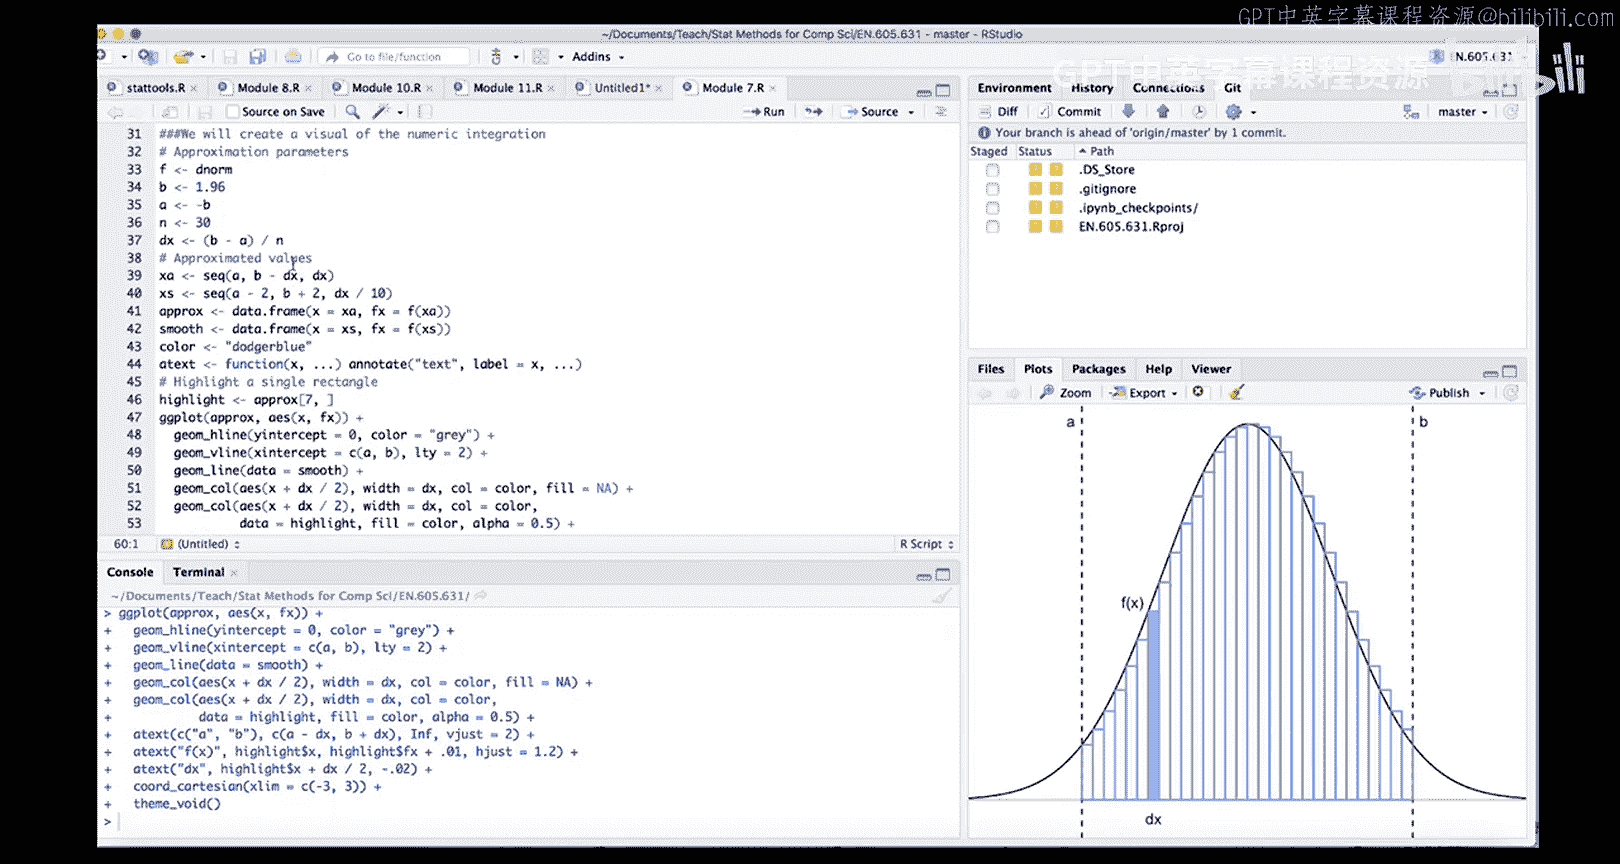 GPT中英字幕课程资源@bilibili.com
~/Documents/Teach/Stat Methods for Comp Sci/EN.605.631 - master - RStudio
Go to file/function
Addins
EN.605.631
GPT中英字幕课程资源
stattools.R
Module 8.R
Module 10.R
Module 11.R
Untitled1*
Module 7.R
Source on Save
Run
Source
31 ###We will create a visual of the numeric integration
32 # Approximation parameters
33 f <- dnorm
34 b <- 1.96
35 a <- -b
36 n <- 30
37 dx <- (b - a) / n
38 # Approximated values
39 xa <- seq(a, b - dx, dx)
40 xs <- seq(a - 2, b + 2, dx / 10)
41 approx <- data.frame(x = xa, fx = f(xa))
42 smooth <- data.frame(x = xs, fx = f(xs))
43 color <- "dodgerblue"
44 atext <- function(x, ...) annotate("text", label = x, ...)
45 # Highlight a single rectangle
46 highlight <- approx[7, ]
47 ggplot(approx, aes(x, fx)) +
48 geom_hline(yintercept = 0, color = "grey") +
49 geom_vline(xintercept = c(a, b), lty = 2) +
50 geom_line(data = smooth) +
51 geom_col(aes(x + dx / 2), width = dx, col = color, fill = NA) +
52 geom_col(aes(x + dx / 2), width = dx, col = color,
53 data = highlight, fill = color, alpha = 0.5) +
60:1
(Untitled)
R Script
Console
Terminal
~/Documents/Teach/Stat Methods for Comp Sci/EN.605.631/
> ggplot(approx, aes(x, fx)) +
+ geom_hline(yintercept = 0, color = "grey") +
+ geom_vline(xintercept = c(a, b), lty = 2) +
+ geom_line(data = smooth) +
+ geom_col(aes(x + dx / 2), width = dx, col = color, fill = NA) +
+ geom_col(aes(x + dx / 2), width = dx, col = color,
+ data = highlight, fill = color, alpha = 0.5) +
+ atext(c("a", "b"), c(a - dx, b + dx), Inf, vjust = 2) +
+ atext("f(x)", highlight$x, highlight$fx + .01, hjust = 1.2) +
+ atext("dx", highlight$x + dx / 2, -.02) +
+ coord_cartesian(xlim = c(-3, 3)) +
+ theme_void()
>
Environment
History
Connections
Git
Diff
Commit
master
Your branch is ahead of 'origin/master' by 1 commit.
Staged
Status
Path
.DS_Store
.gitignore
.ipynb_checkpoints/
EN.605.631.Rproj
Files
Plots
Packages
Help
Viewer
Zoom
Export
Publish
a
b
f(x)
dx